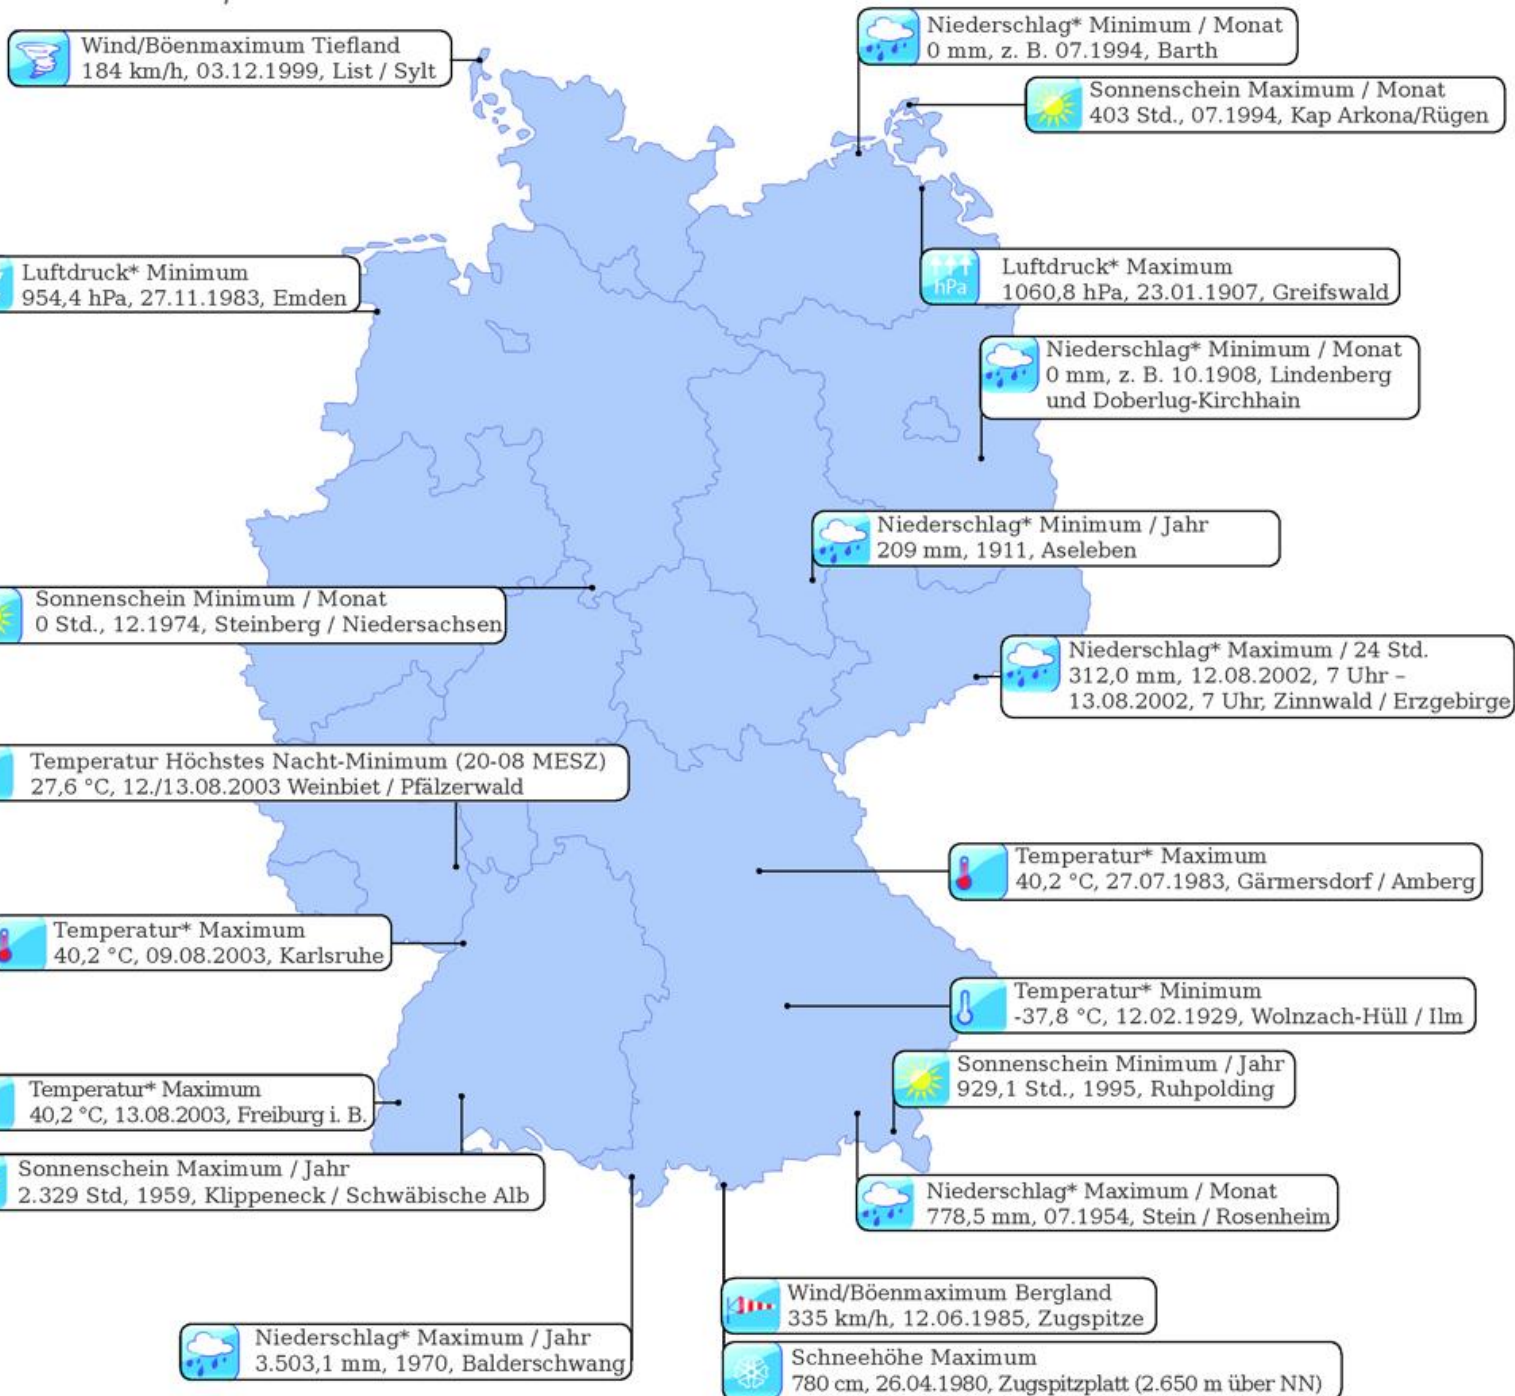 Wind/Böenmaximum Tiefland
184 km/h, 03.12.1999, List / Sylt
Niederschlag* Minimum / Monat
0 mm, z. B. 07.1994, Barth
Sonnenschein Maximum / Monat
403 Std., 07.1994, Kap Arkona/Rügen
Luftdruck* Minimum
954,4 hPa, 27.11.1983, Emden
hPa
Luftdruck* Maximum
1060,8 hPa, 23.01.1907, Greifswald
Niederschlag* Minimum / Monat
0 mm, z. B. 10.1908, Lindenberg
und Doberlug-Kirchhain
Niederschlag* Minimum / Jahr
209 mm, 1911, Aseleben
Sonnenschein Minimum / Monat
0 Std., 12.1974, Steinberg / Niedersachsen
Niederschlag* Maximum / 24 Std.
312,0 mm, 12.08.2002, 7 Uhr –
13.08.2002, 7 Uhr, Zinnwald / Erzgebirge
Temperatur Höchstes Nacht-Minimum (20-08 MESZ)
27,6 °C, 12./13.08.2003 Weinbiet / Pfälzerwald
Temperatur* Maximum
40,2 °C, 27.07.1983, Gärmersdorf / Amberg
Temperatur* Maximum
40,2 °C, 09.08.2003, Karlsruhe
Temperatur* Minimum
-37,8 °C, 12.02.1929, Wolnzach-Hüll / Ilm
Sonnenschein Minimum / Jahr
929,1 Std., 1995, Ruhpolding
Temperatur* Maximum
40,2 °C, 13.08.2003, Freiburg i. B.
Sonnenschein Maximum / Jahr
2.329 Std, 1959, Klippeneck / Schwäbische Alb
Niederschlag* Maximum / Monat
778,5 mm, 07.1954, Stein / Rosenheim
Wind/Böenmaximum Bergland
335 km/h, 12.06.1985, Zugspitze
Niederschlag* Maximum / Jahr
3.503,1 mm, 1970, Balderschwang
Schneehöhe Maximum
780 cm, 26.04.1980, Zugspitzplatt (2.650 m über NN)